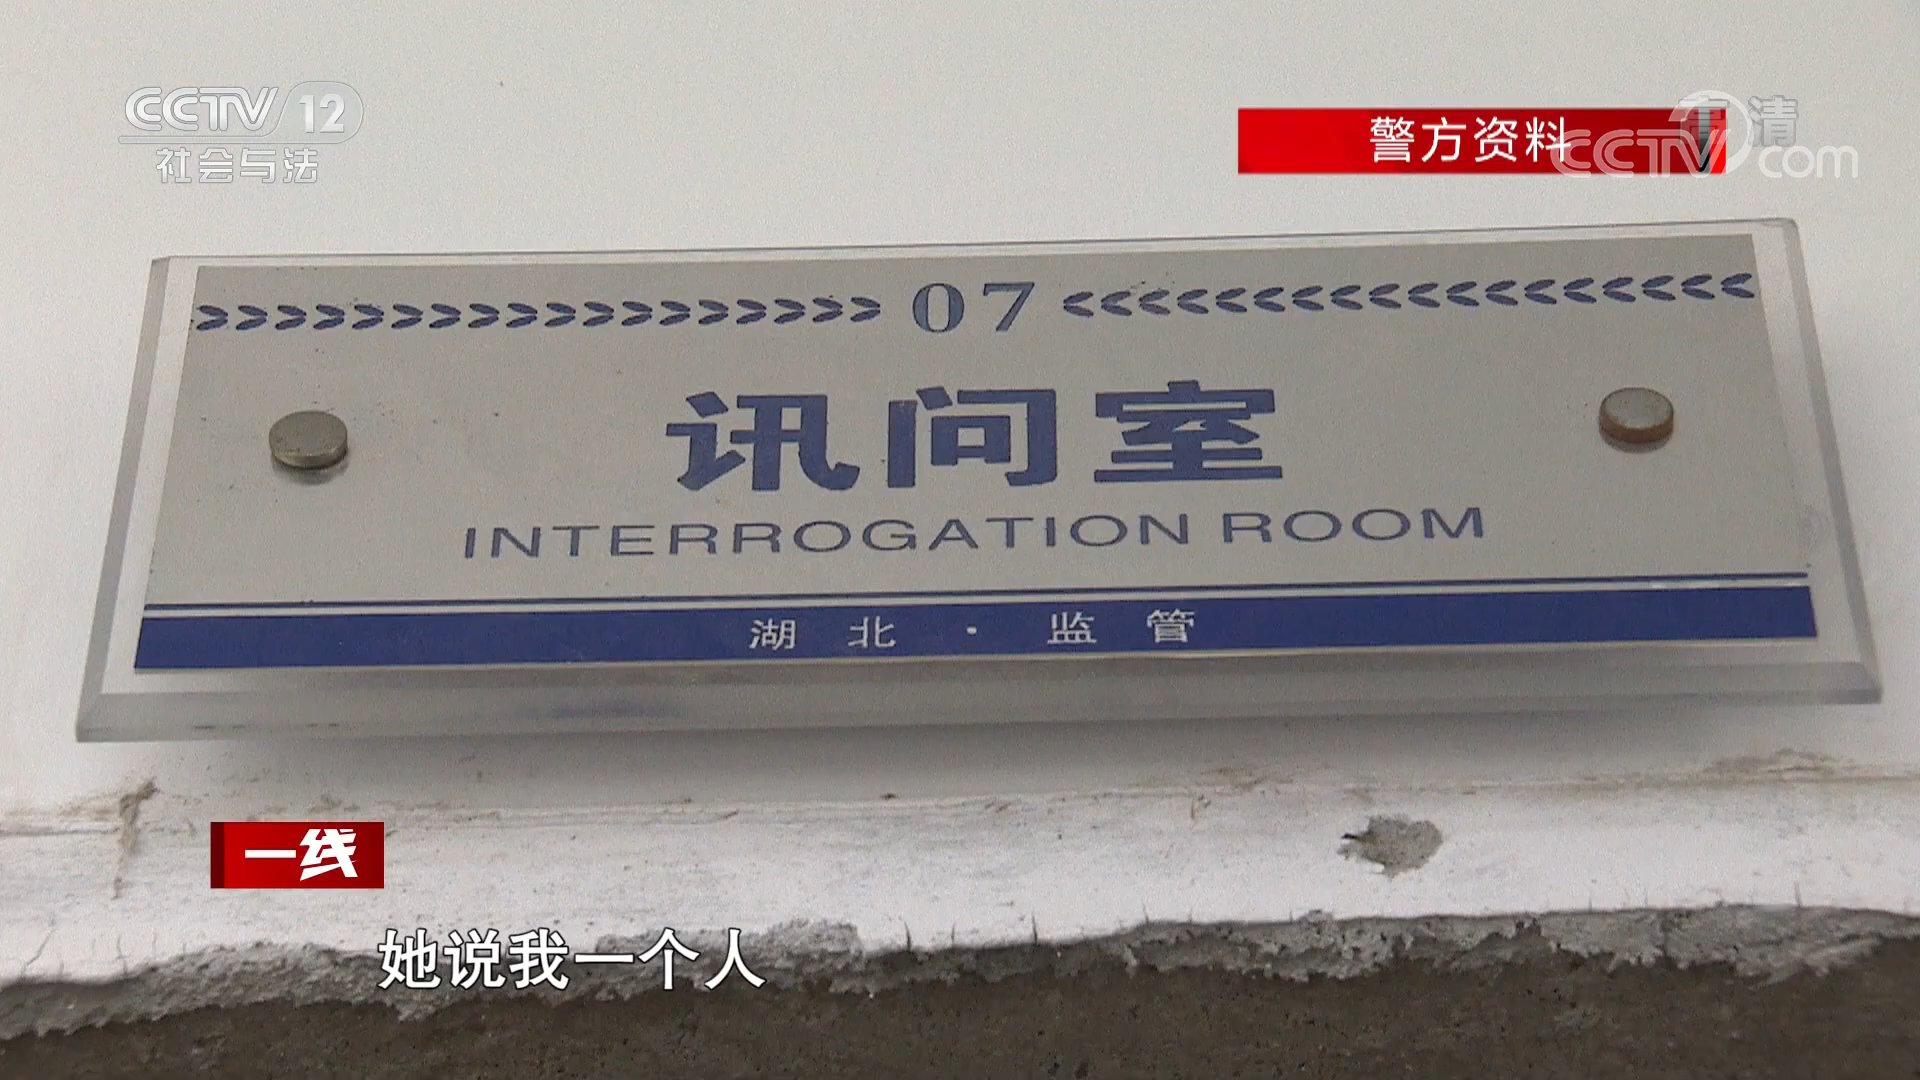 CCTV 12
社会与法
高清
警方资料
CCTV com
07
讯问室
INTERROGATION ROOM
湖北·监管
一线
她说我一个人